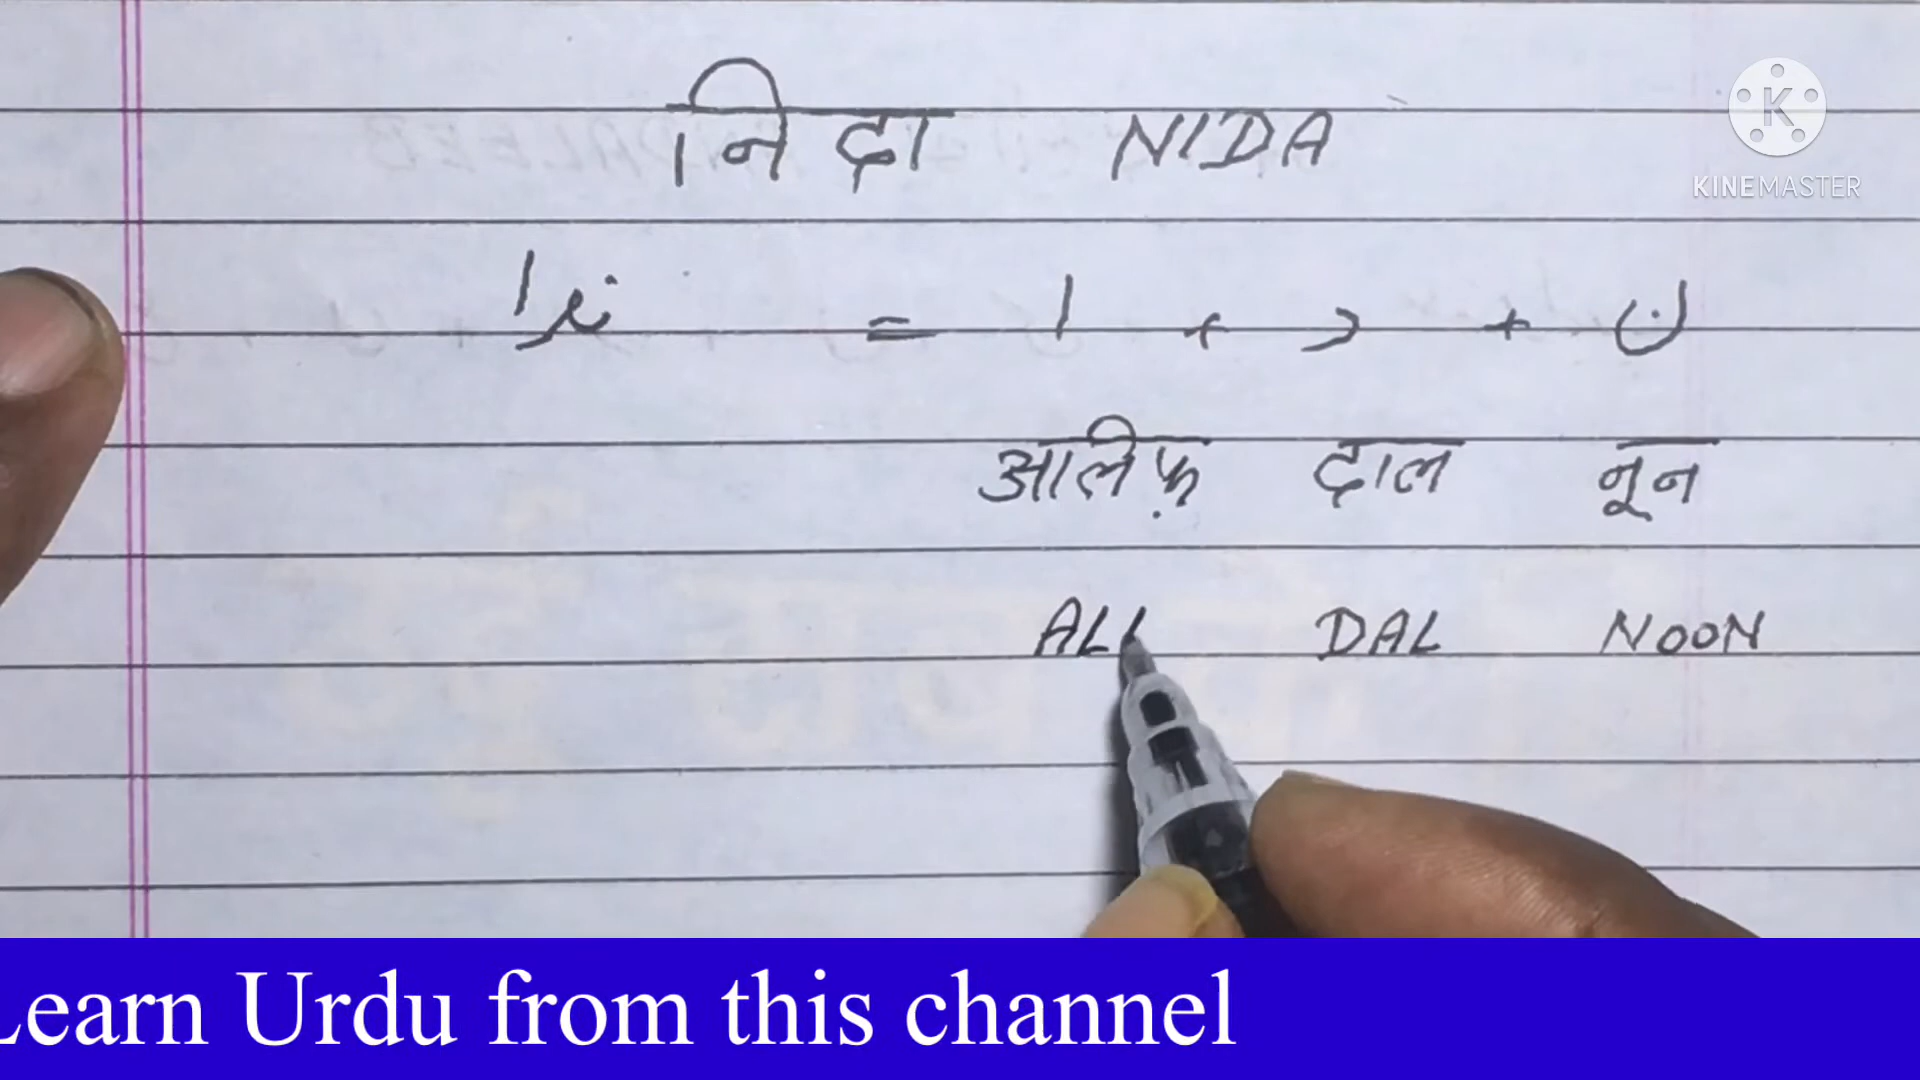 निदा NIDA
KINEMASTER
ندا = ا + د + ن
आलिफ़ दाल नून
ALI DAL NOON
Learn Urdu from this channel